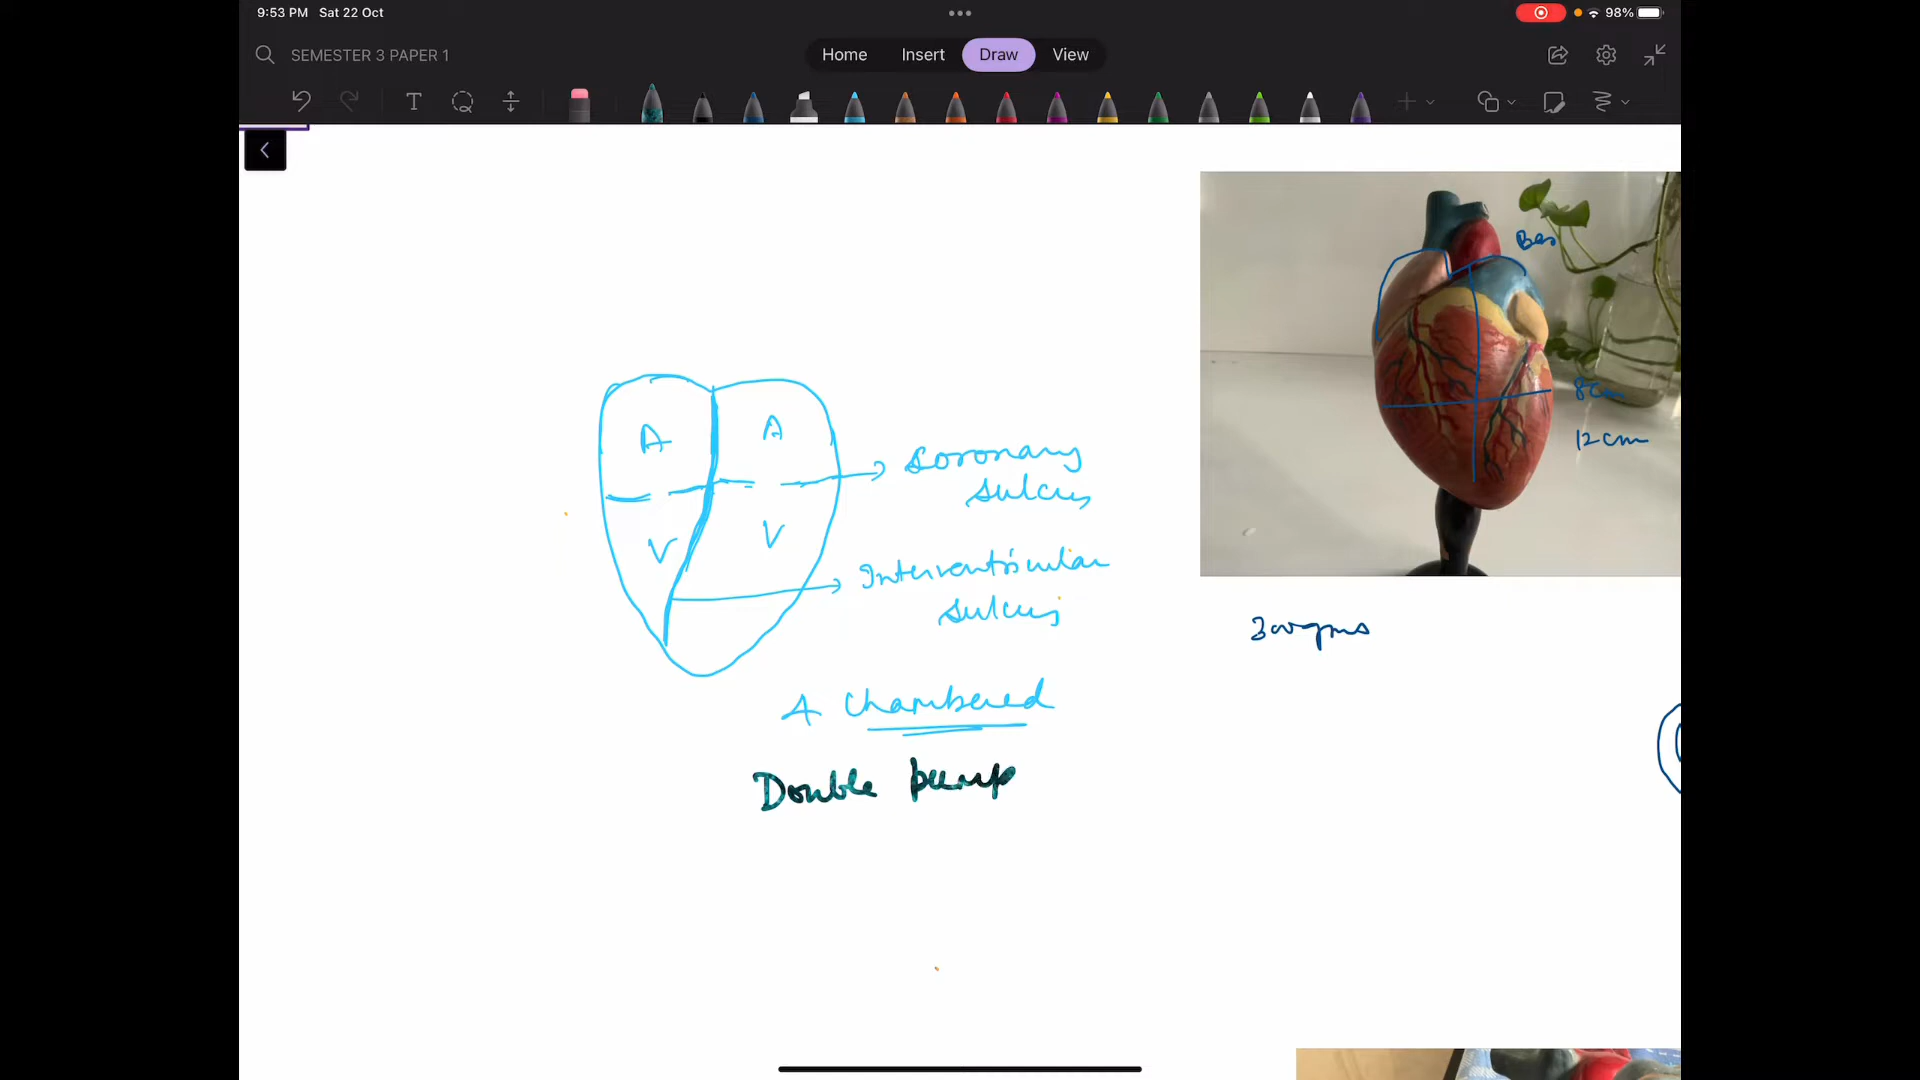 9:53 PM Sat 22 Oct
98%
SEMESTER 3 PAPER 1
Home Insert Draw View
T
A A
V V
Coronary
sulcus
Interventricular
sulcus
4 Chambered
Double pump
8cm
12cm
300gms